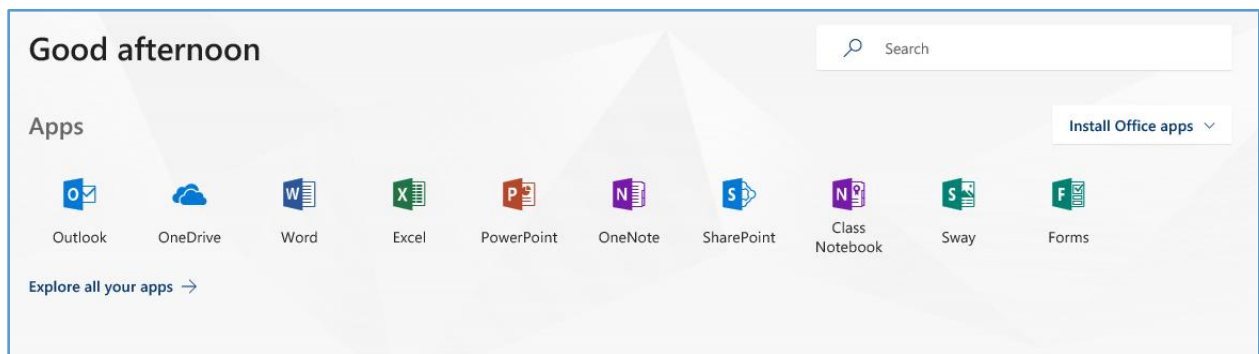 Good afternoon
Search
Apps
Install Office apps
Outlook
OneDrive
Word
Excel
PowerPoint
OneNote
SharePoint
Class
Notebook
Sway
Forms
Explore all your apps →